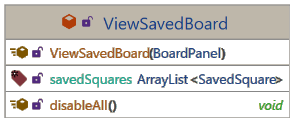 ViewSavedBoard
ViewSavedBoard(BoardPanel)
savedSquares ArrayList<SavedSquare>
disableAll() void